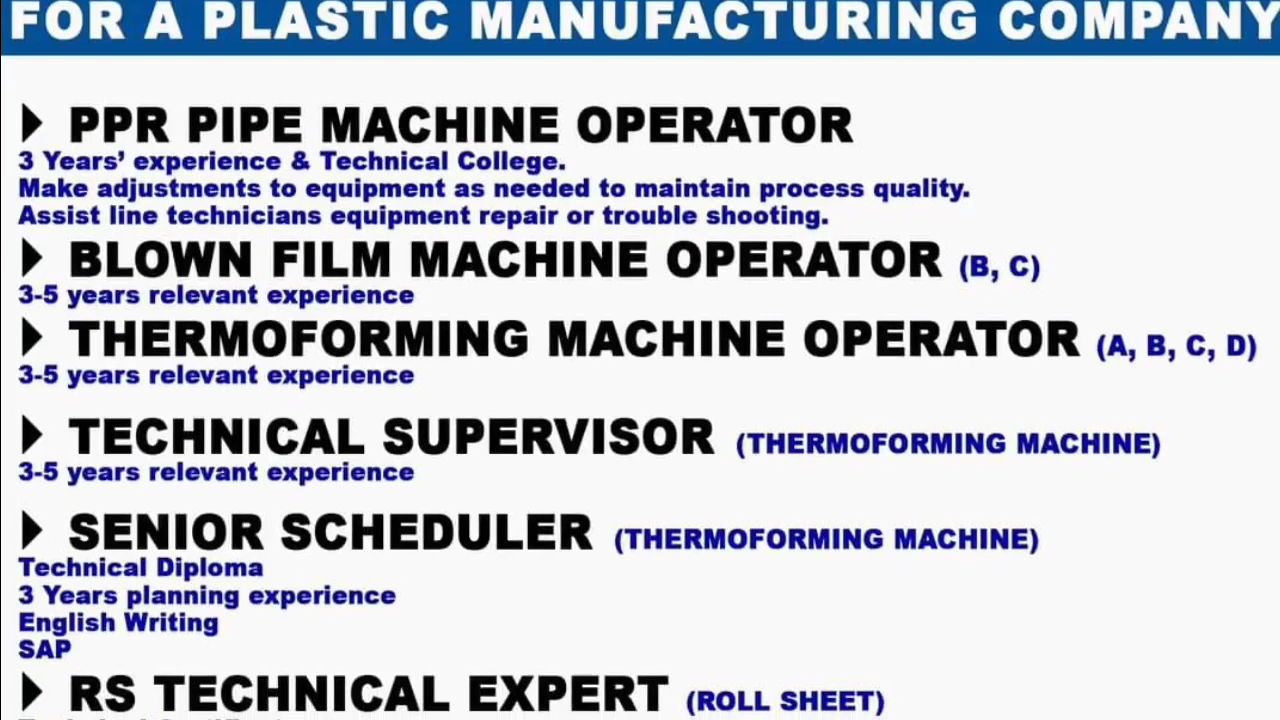 FOR A PLASTIC MANUFACTURING COMPANY
PPR PIPE MACHINE OPERATOR
3 Years’ experience & Technical College.
Make adjustments to equipment as needed to maintain process quality.
Assist line technicians equipment repair or trouble shooting.
BLOWN FILM MACHINE OPERATOR (B, C)
3-5 years relevant experience
THERMOFORMING MACHINE OPERATOR (A, B, C, D)
3-5 years relevant experience
TECHNICAL SUPERVISOR (THERMOFORMING MACHINE)
3-5 years relevant experience
SENIOR SCHEDULER (THERMOFORMING MACHINE)
Technical Diploma
3 Years planning experience
English Writing
SAP
RS TECHNICAL EXPERT (ROLL SHEET)